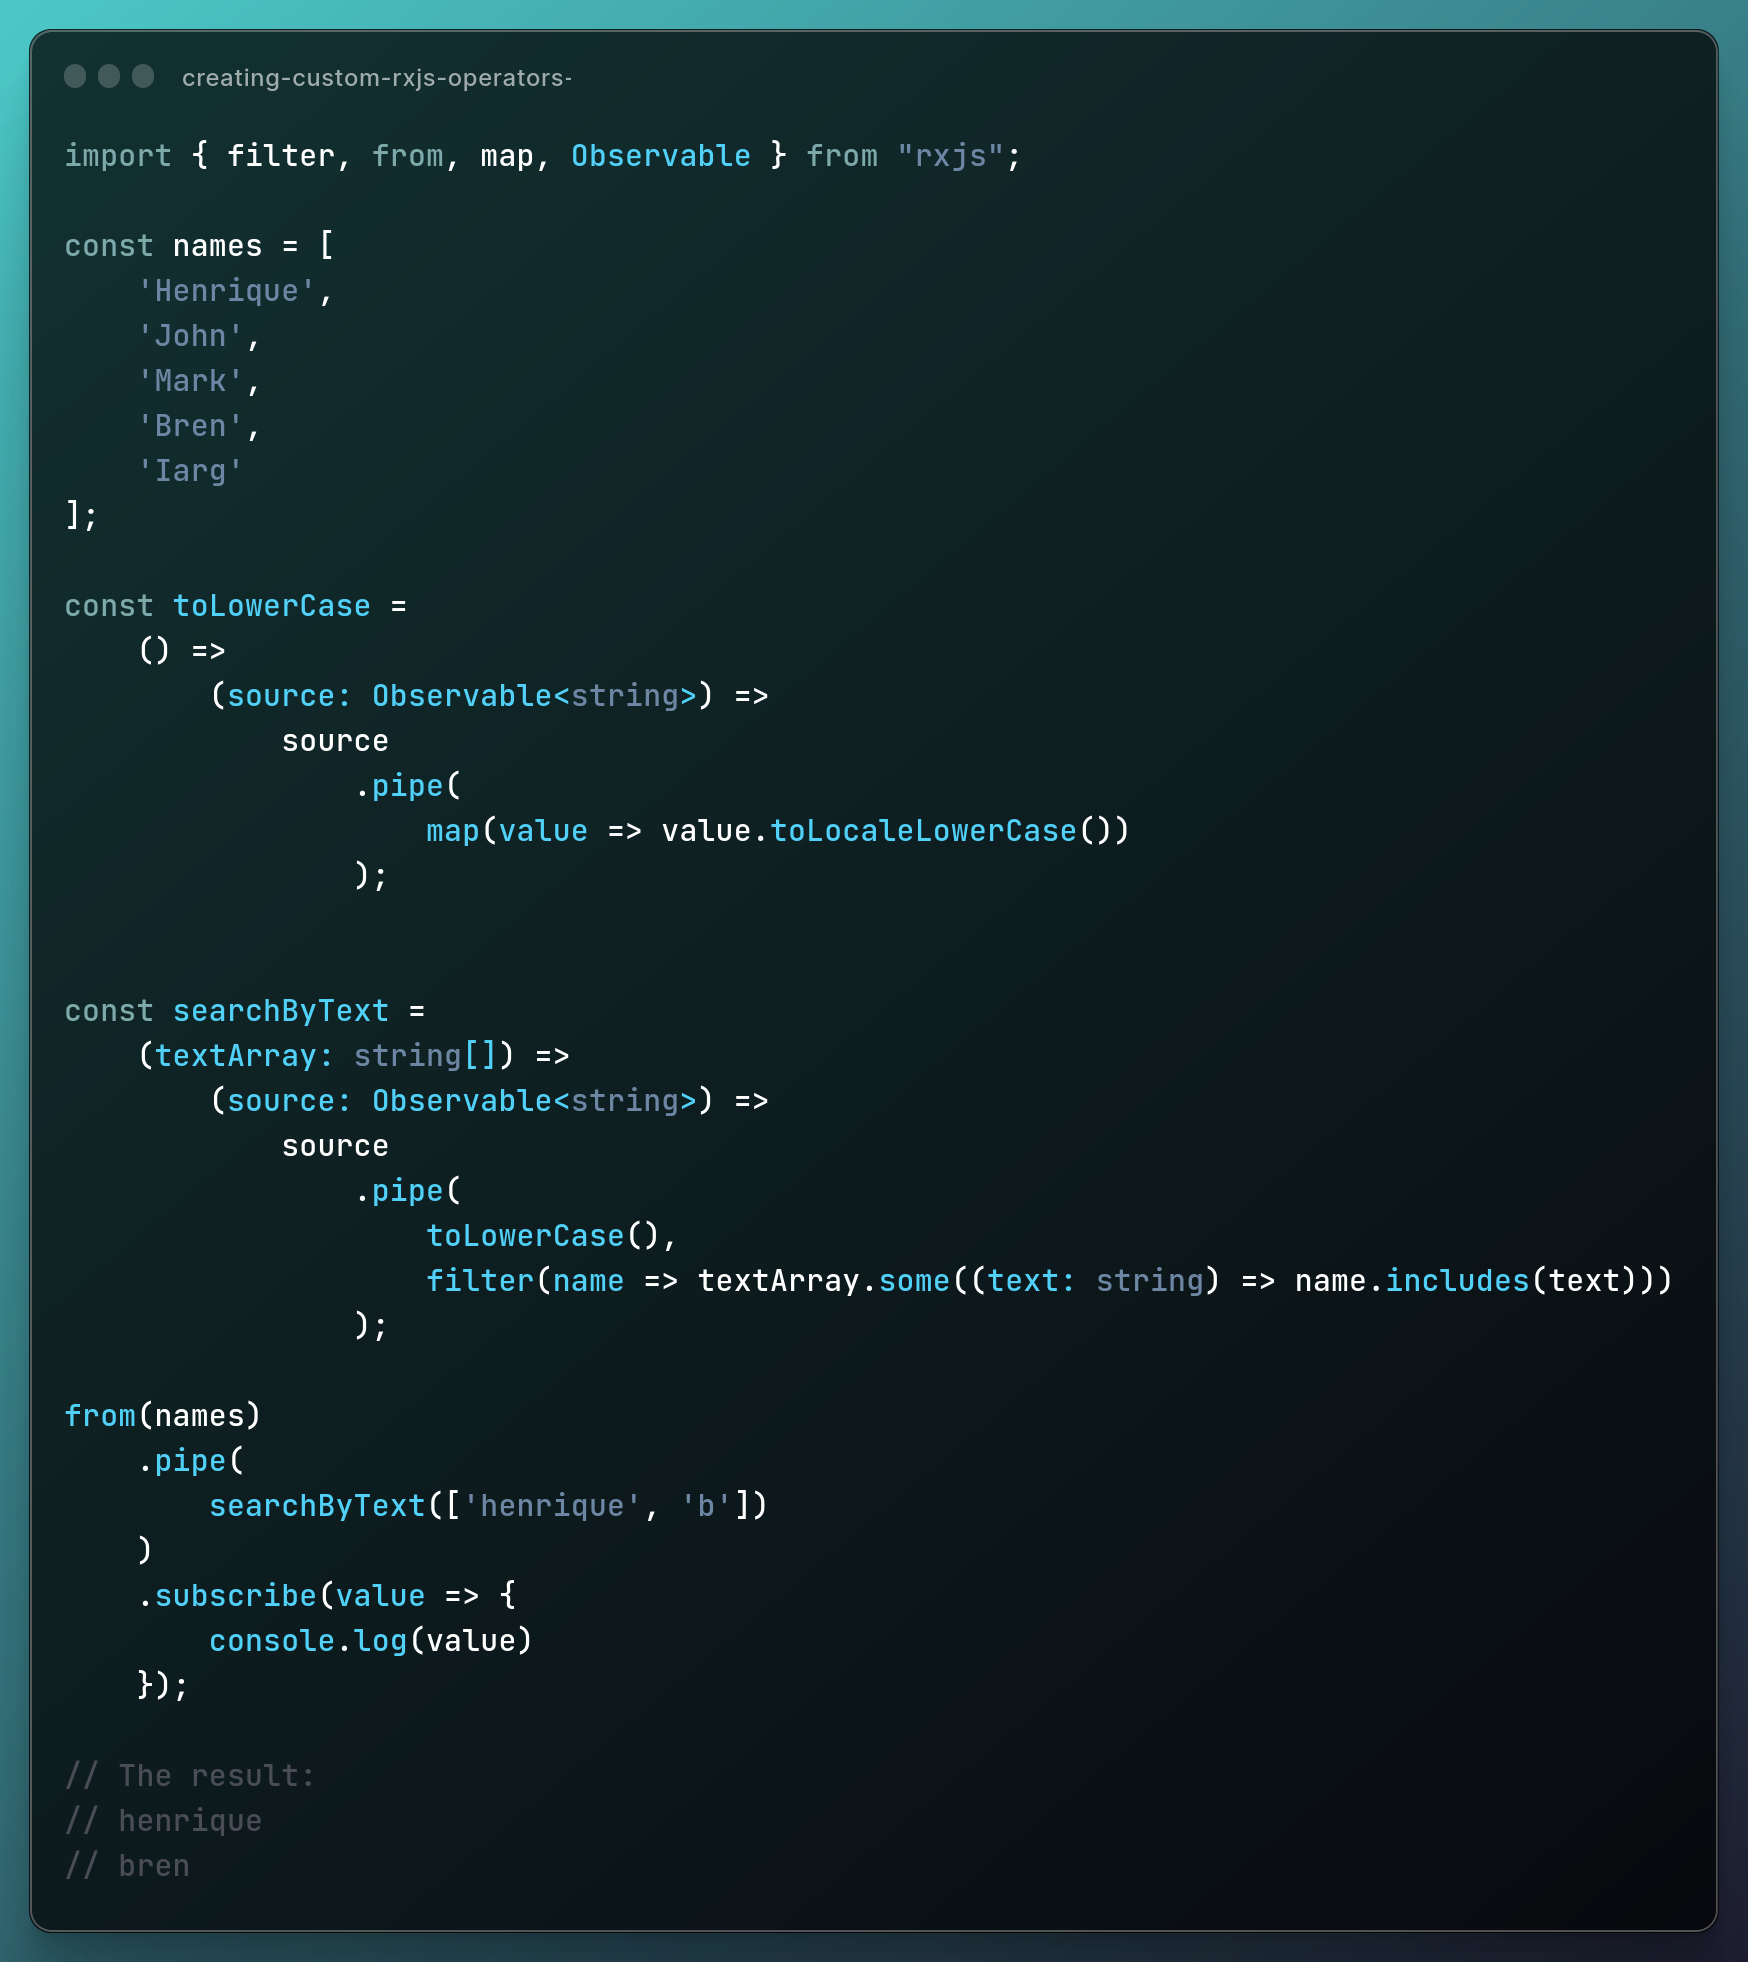 creating-custom-rxjs-operators-
import { filter, from, map, Observable } from "rxjs";
const names = [
    'Henrique',
    'John',
    'Mark',
    'Bren',
    'Iarg'
];
const toLowerCase =
    () =>
        (source: Observable<string>) =>
            source
                .pipe(
                    map(value => value.toLocaleLowerCase())
                );
const searchByText =
    (textArray: string[]) =>
        (source: Observable<string>) =>
            source
                .pipe(
                    toLowerCase(),
                    filter(name => textArray.some((text: string) => name.includes(text)))
                );
from(names)
    .pipe(
        searchByText(['henrique', 'b'])
    )
    .subscribe(value => {
        console.log(value)
    });
// The result:
// henrique
// bren